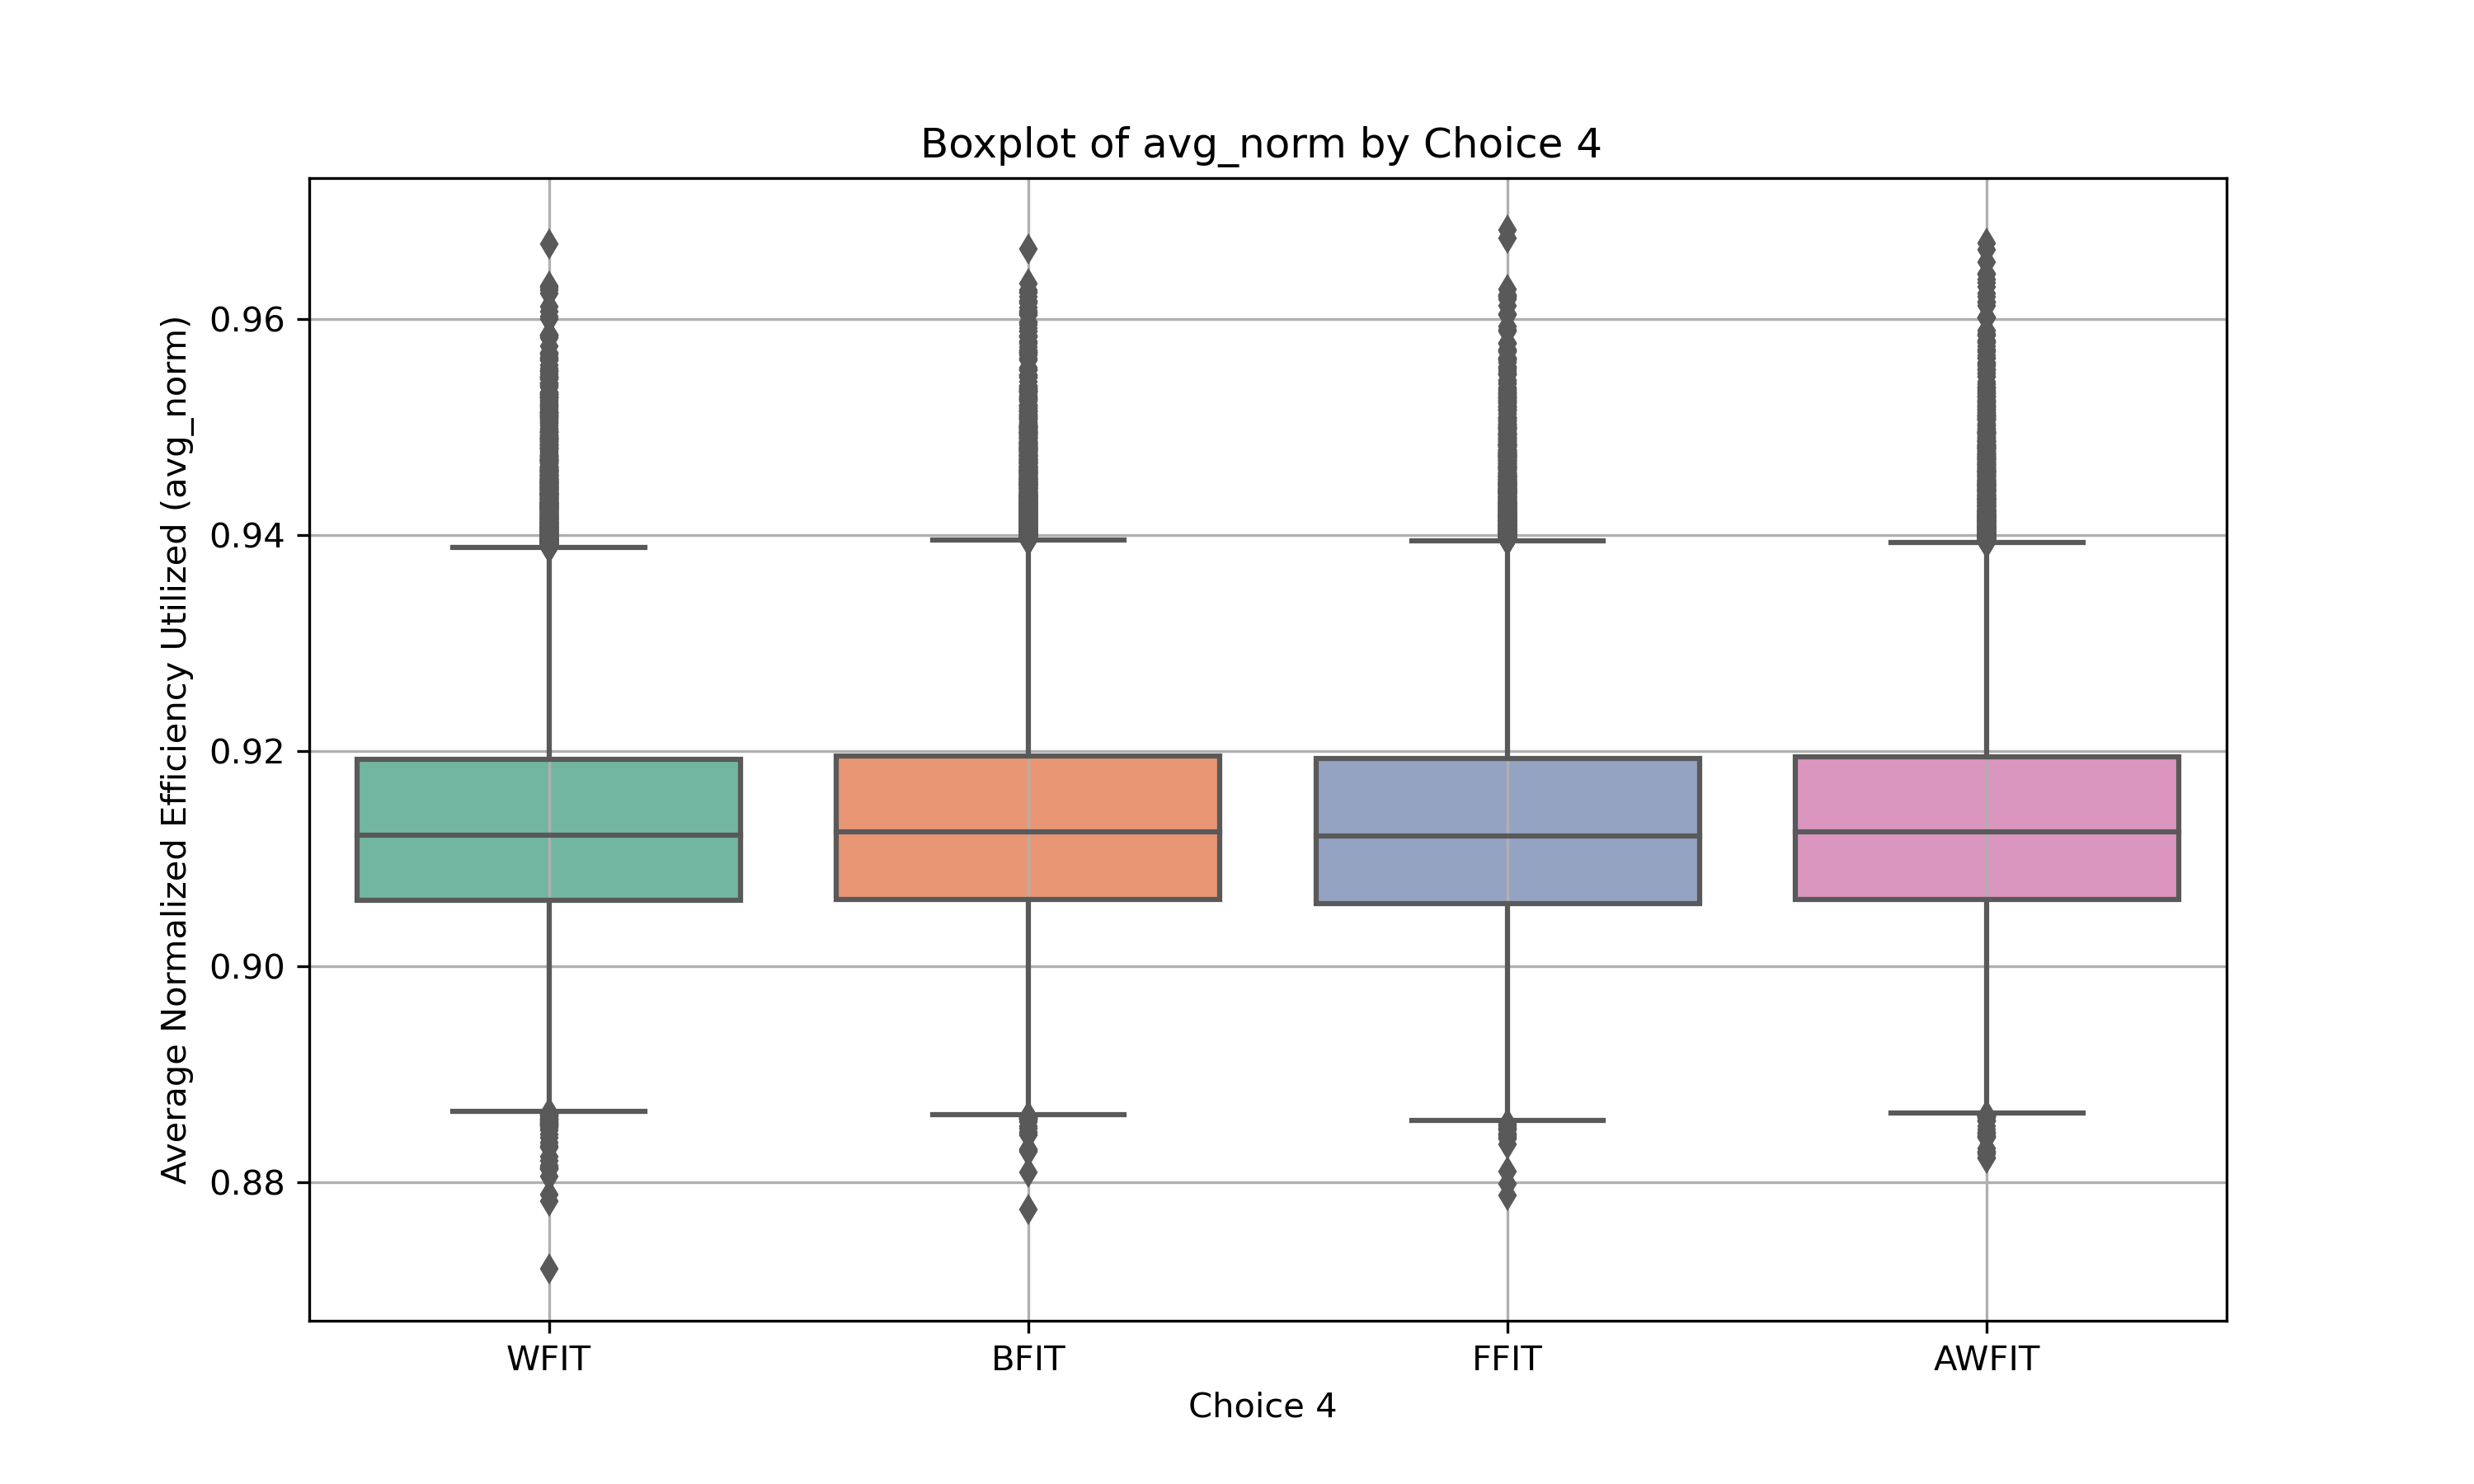 Boxplot of avg_norm by Choice 4
Average Normalized Efficiency Utilized (avg_norm)
0.96
0.94
0.92
0.90
0.88
WFIT
BFIT
FFIT
AWFIT
Choice 4